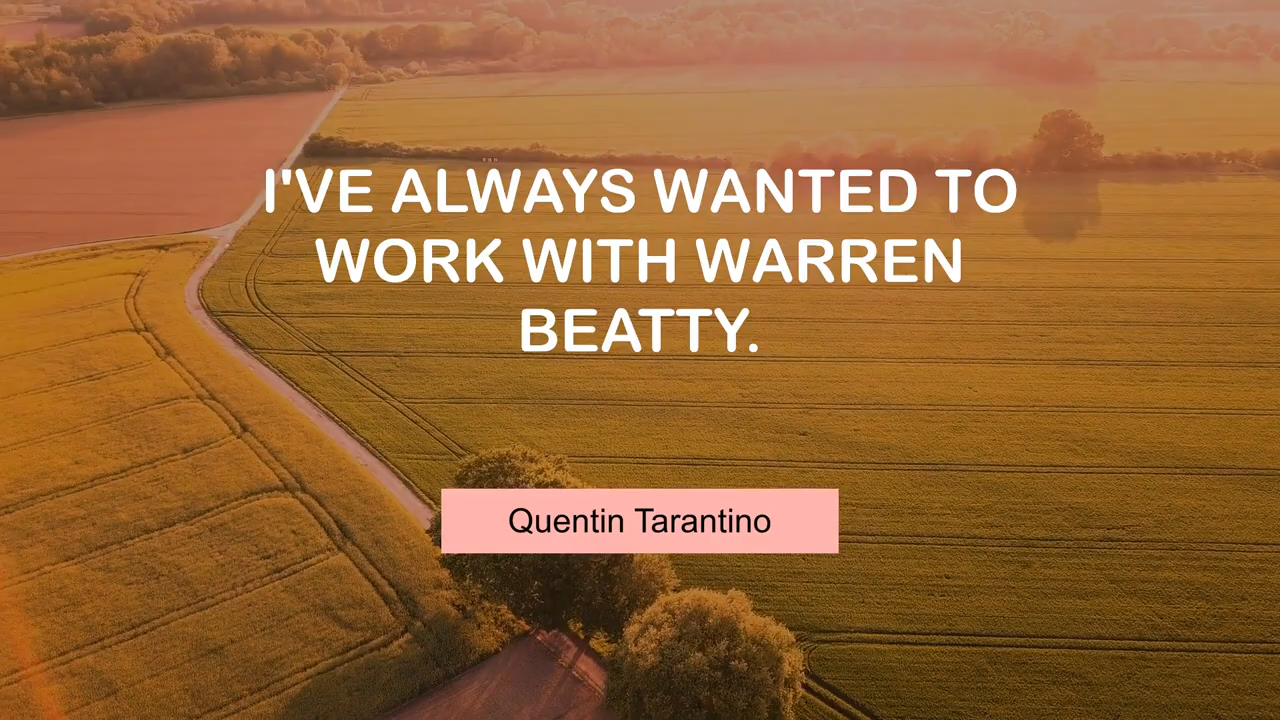 I'VE ALWAYS WANTED TO
WORK WITH WARREN
BEATTY.
Quentin Tarantino